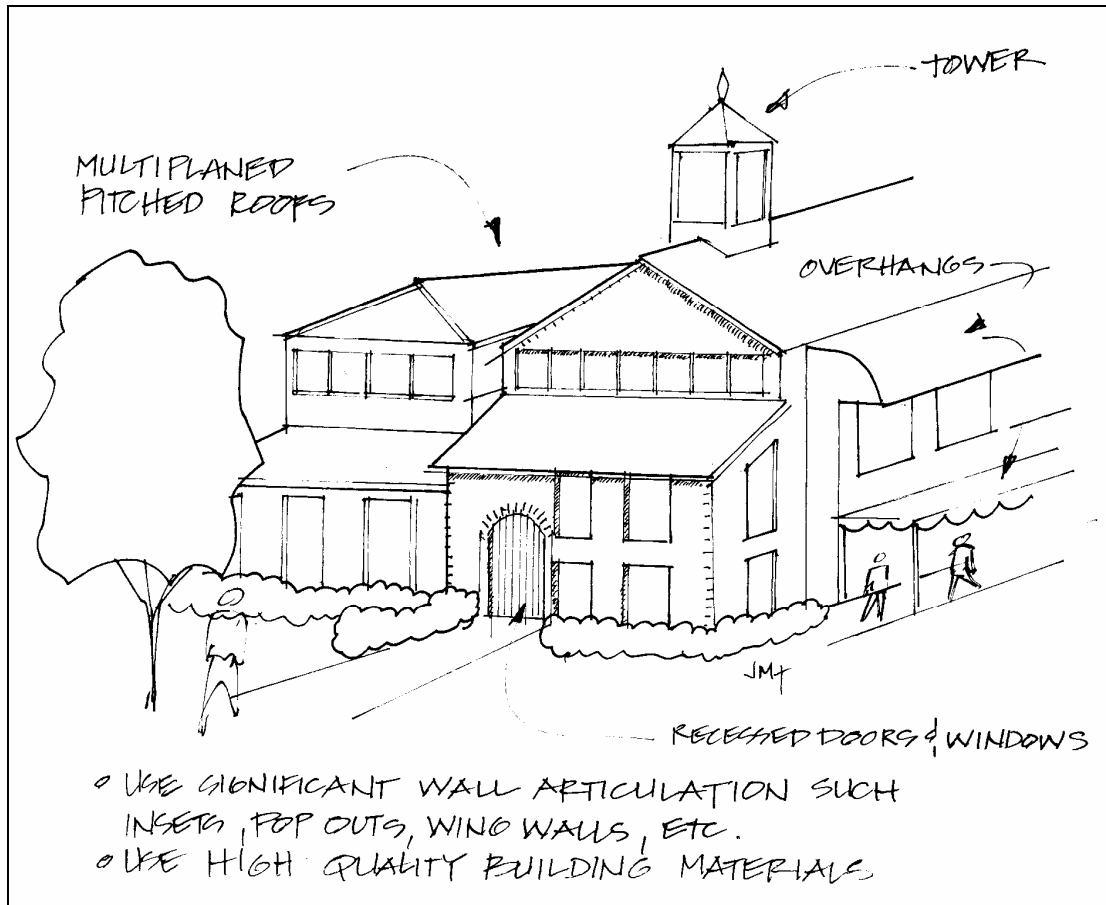 TOWER
MULTIPLANED
PITCHED ROOFS
OVERHANGS
JMT
RECESSED DOORS & WINDOWS
• USE SIGNIFICANT WALL ARTICULATION SUCH
INSETS, POP OUTS, WING WALLS, ETC.
• USE HIGH QUALITY BUILDING MATERIALS